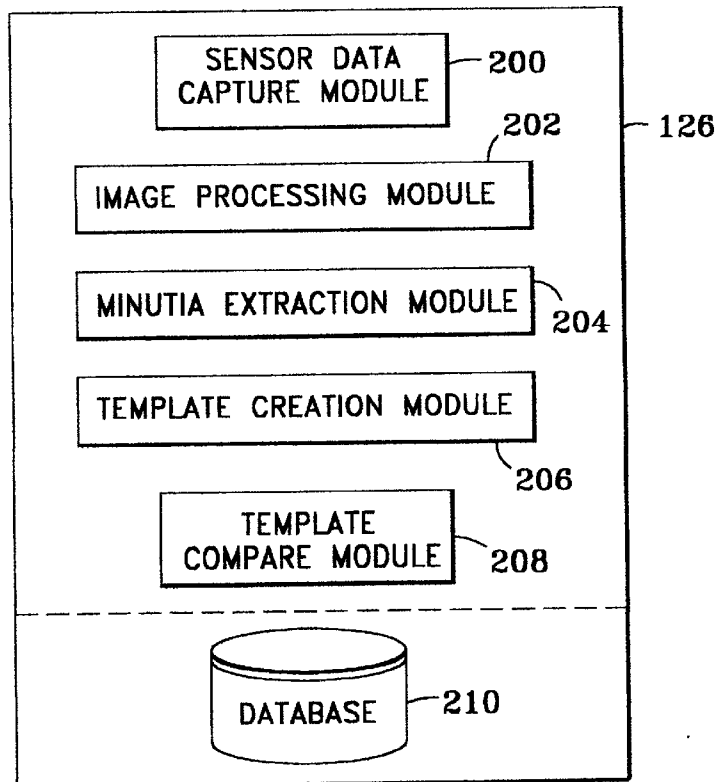 SENSOR DATA
CAPTURE MODULE
200
202
126
IMAGE PROCESSING MODULE
MINUTIA EXTRACTION MODULE
204
TEMPLATE CREATION MODULE
206
TEMPLATE
COMPARE MODULE
208
DATABASE
210